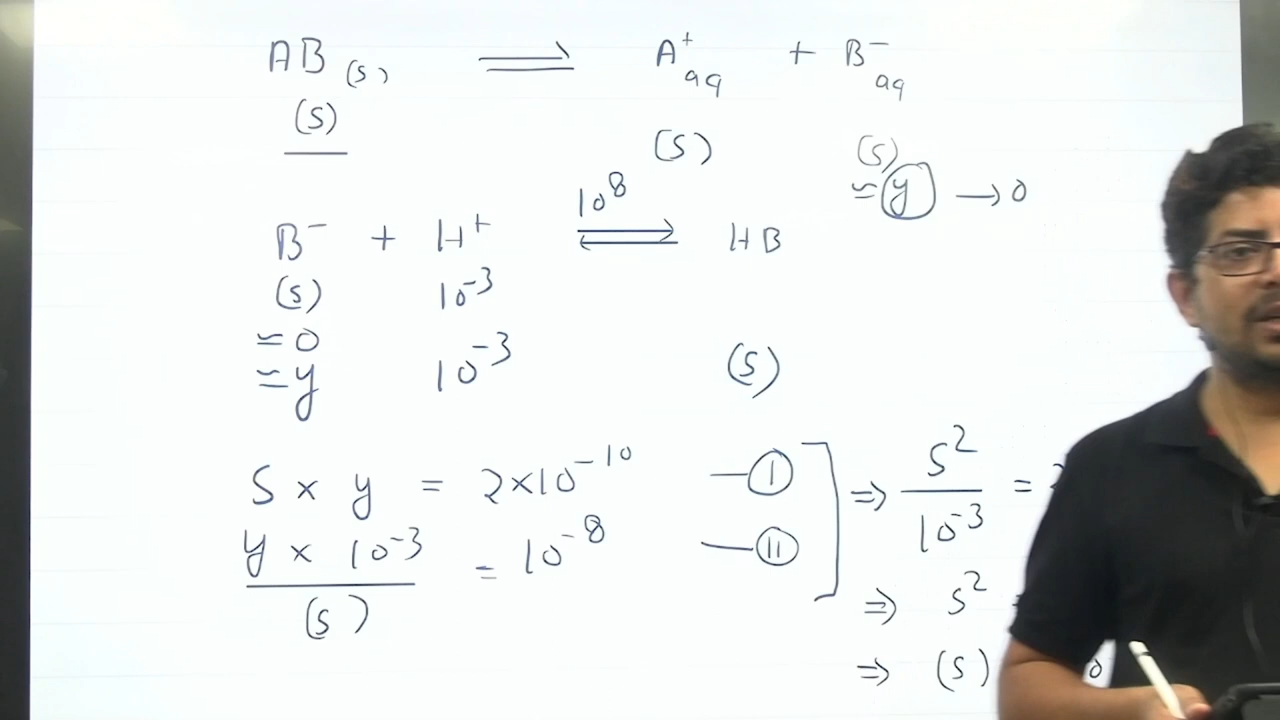 AB (s) ⇌ A⁺ aq + B⁻ aq
(s) (s) (s)
≃ y → 0
B⁻ + H⁺ ⇌ HB 10⁸
(s) 10⁻³
≃ 0
≃ y 10⁻³ (s)
s × y = 2×10⁻¹⁰ — I
y × 10⁻³ / (s) = 10⁻⁸ — II
⇒ s² / 10⁻³ =
⇒ s²
⇒ (s)